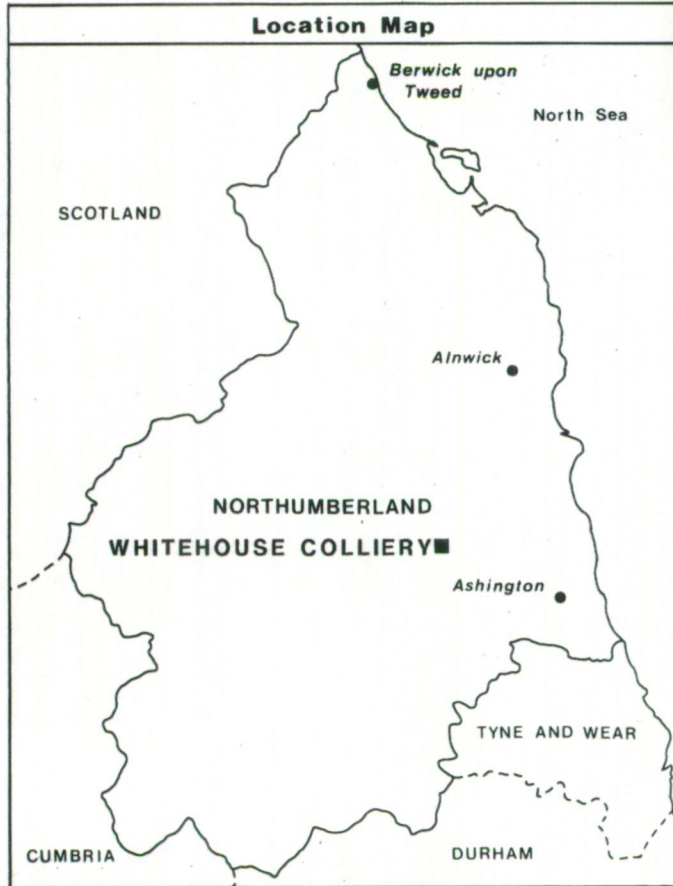 Location Map
Berwick upon
Tweed
North Sea
SCOTLAND
Alnwick
NORTHUMBERLAND
WHITEHOUSE COLLIERY
Ashington
TYNE AND WEAR
CUMBRIA
DURHAM